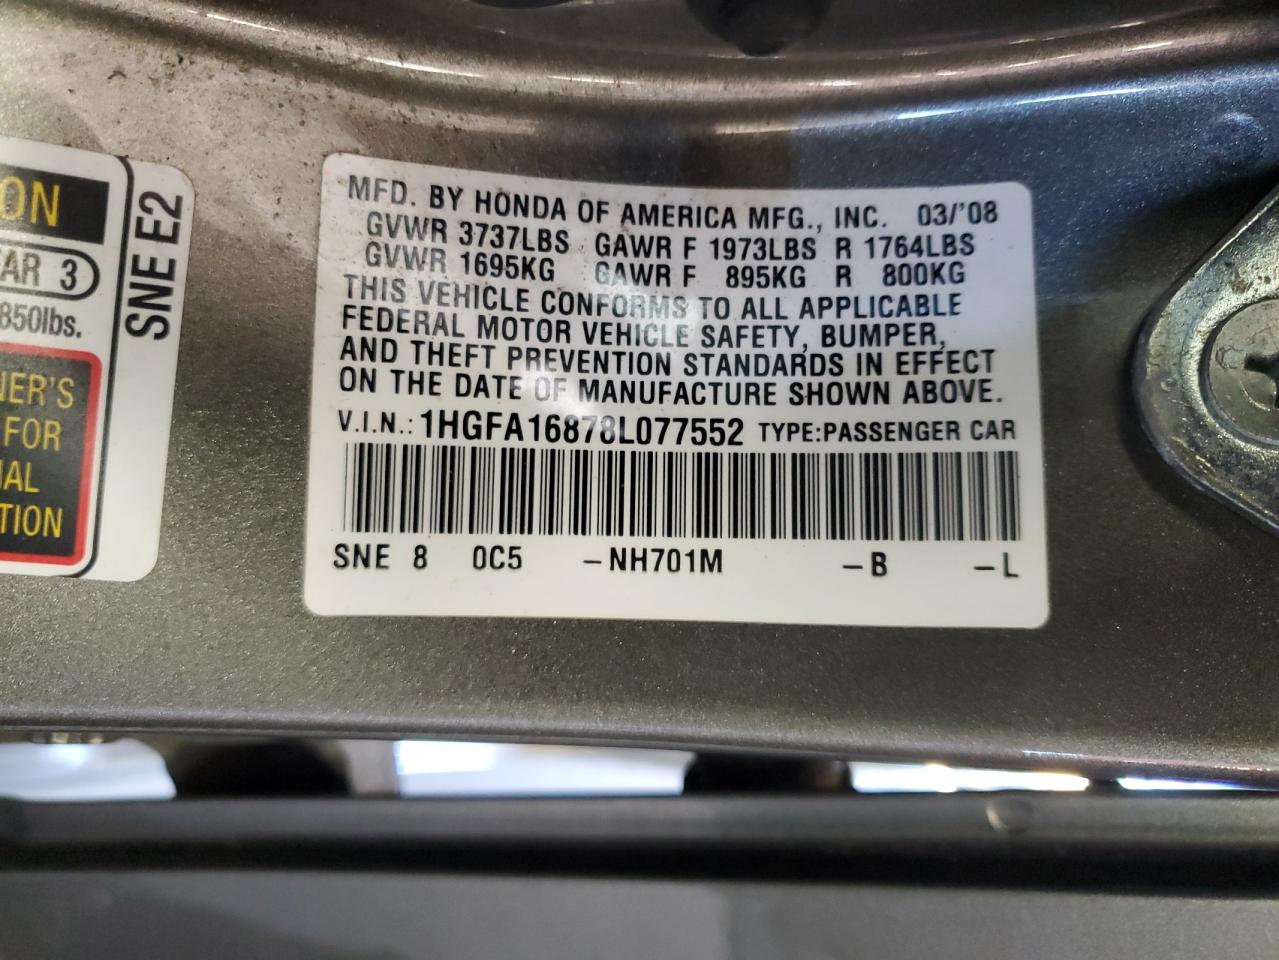 ON
AR 3
850lbs.
NER'S
FOR
TION
SNE E2
MFD. BY HONDA OF AMERICA MFG., INC. 03/'08
GVWR 3737LBS GAWR F 1973LBS R 1764LBS
GVWR 1695KG GAWR F 895KG R 800KG
THIS VEHICLE CONFORMS TO ALL APPLICABLE
FEDERAL MOTOR VEHICLE SAFETY, BUMPER,
AND THEFT PREVENTION STANDARDS IN EFFECT
ON THE DATE OF MANUFACTURE SHOWN ABOVE.
V.I.N.: 1HGFA16878L077552 TYPE:PASSENGER CAR
SNE 8 0C5 -NH701M -B -L